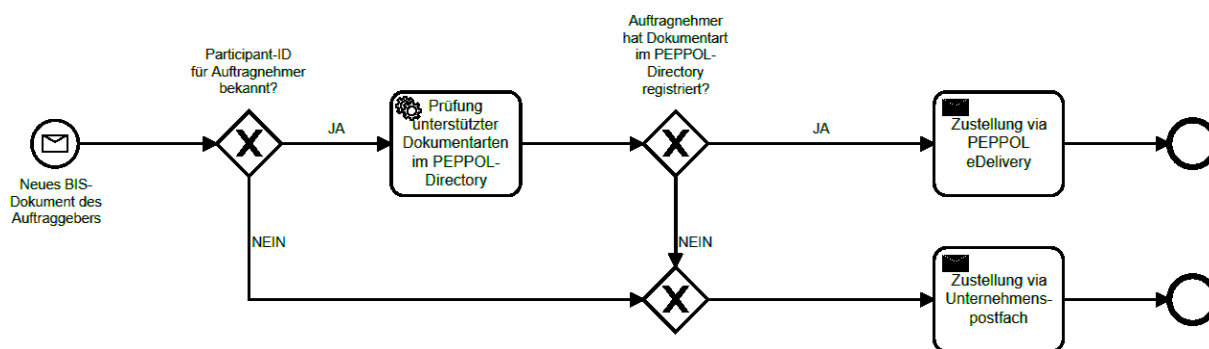 Participant-ID
für Auftragnehmer
bekannt?
Auftragnehmer
hat Dokumentart
im PEPPOL-
Directory
registriert?
Neues BIS-
Dokument des
Auftraggebers
JA
Prüfung
unterstützter
Dokumentarten
im PEPPOL-
Directory
JA
Zustellung via
PEPPOL
eDelivery
NEIN
NEIN
Zustellung via
Unternehmens-
postfach